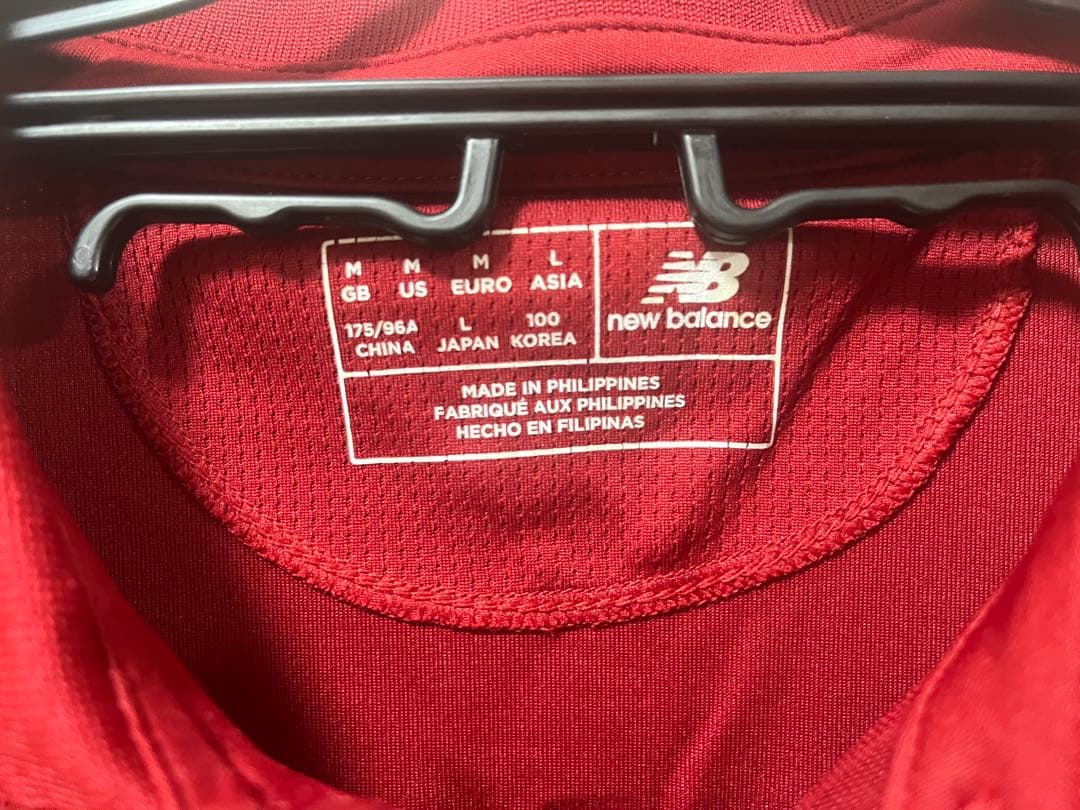 M M M L
GB US EURO ASIA
175/96A L 100
CHINA JAPAN KOREA
NB
new balance
MADE IN PHILIPPINES
FABRIQUÉ AUX PHILIPPINES
HECHO EN FILIPINAS